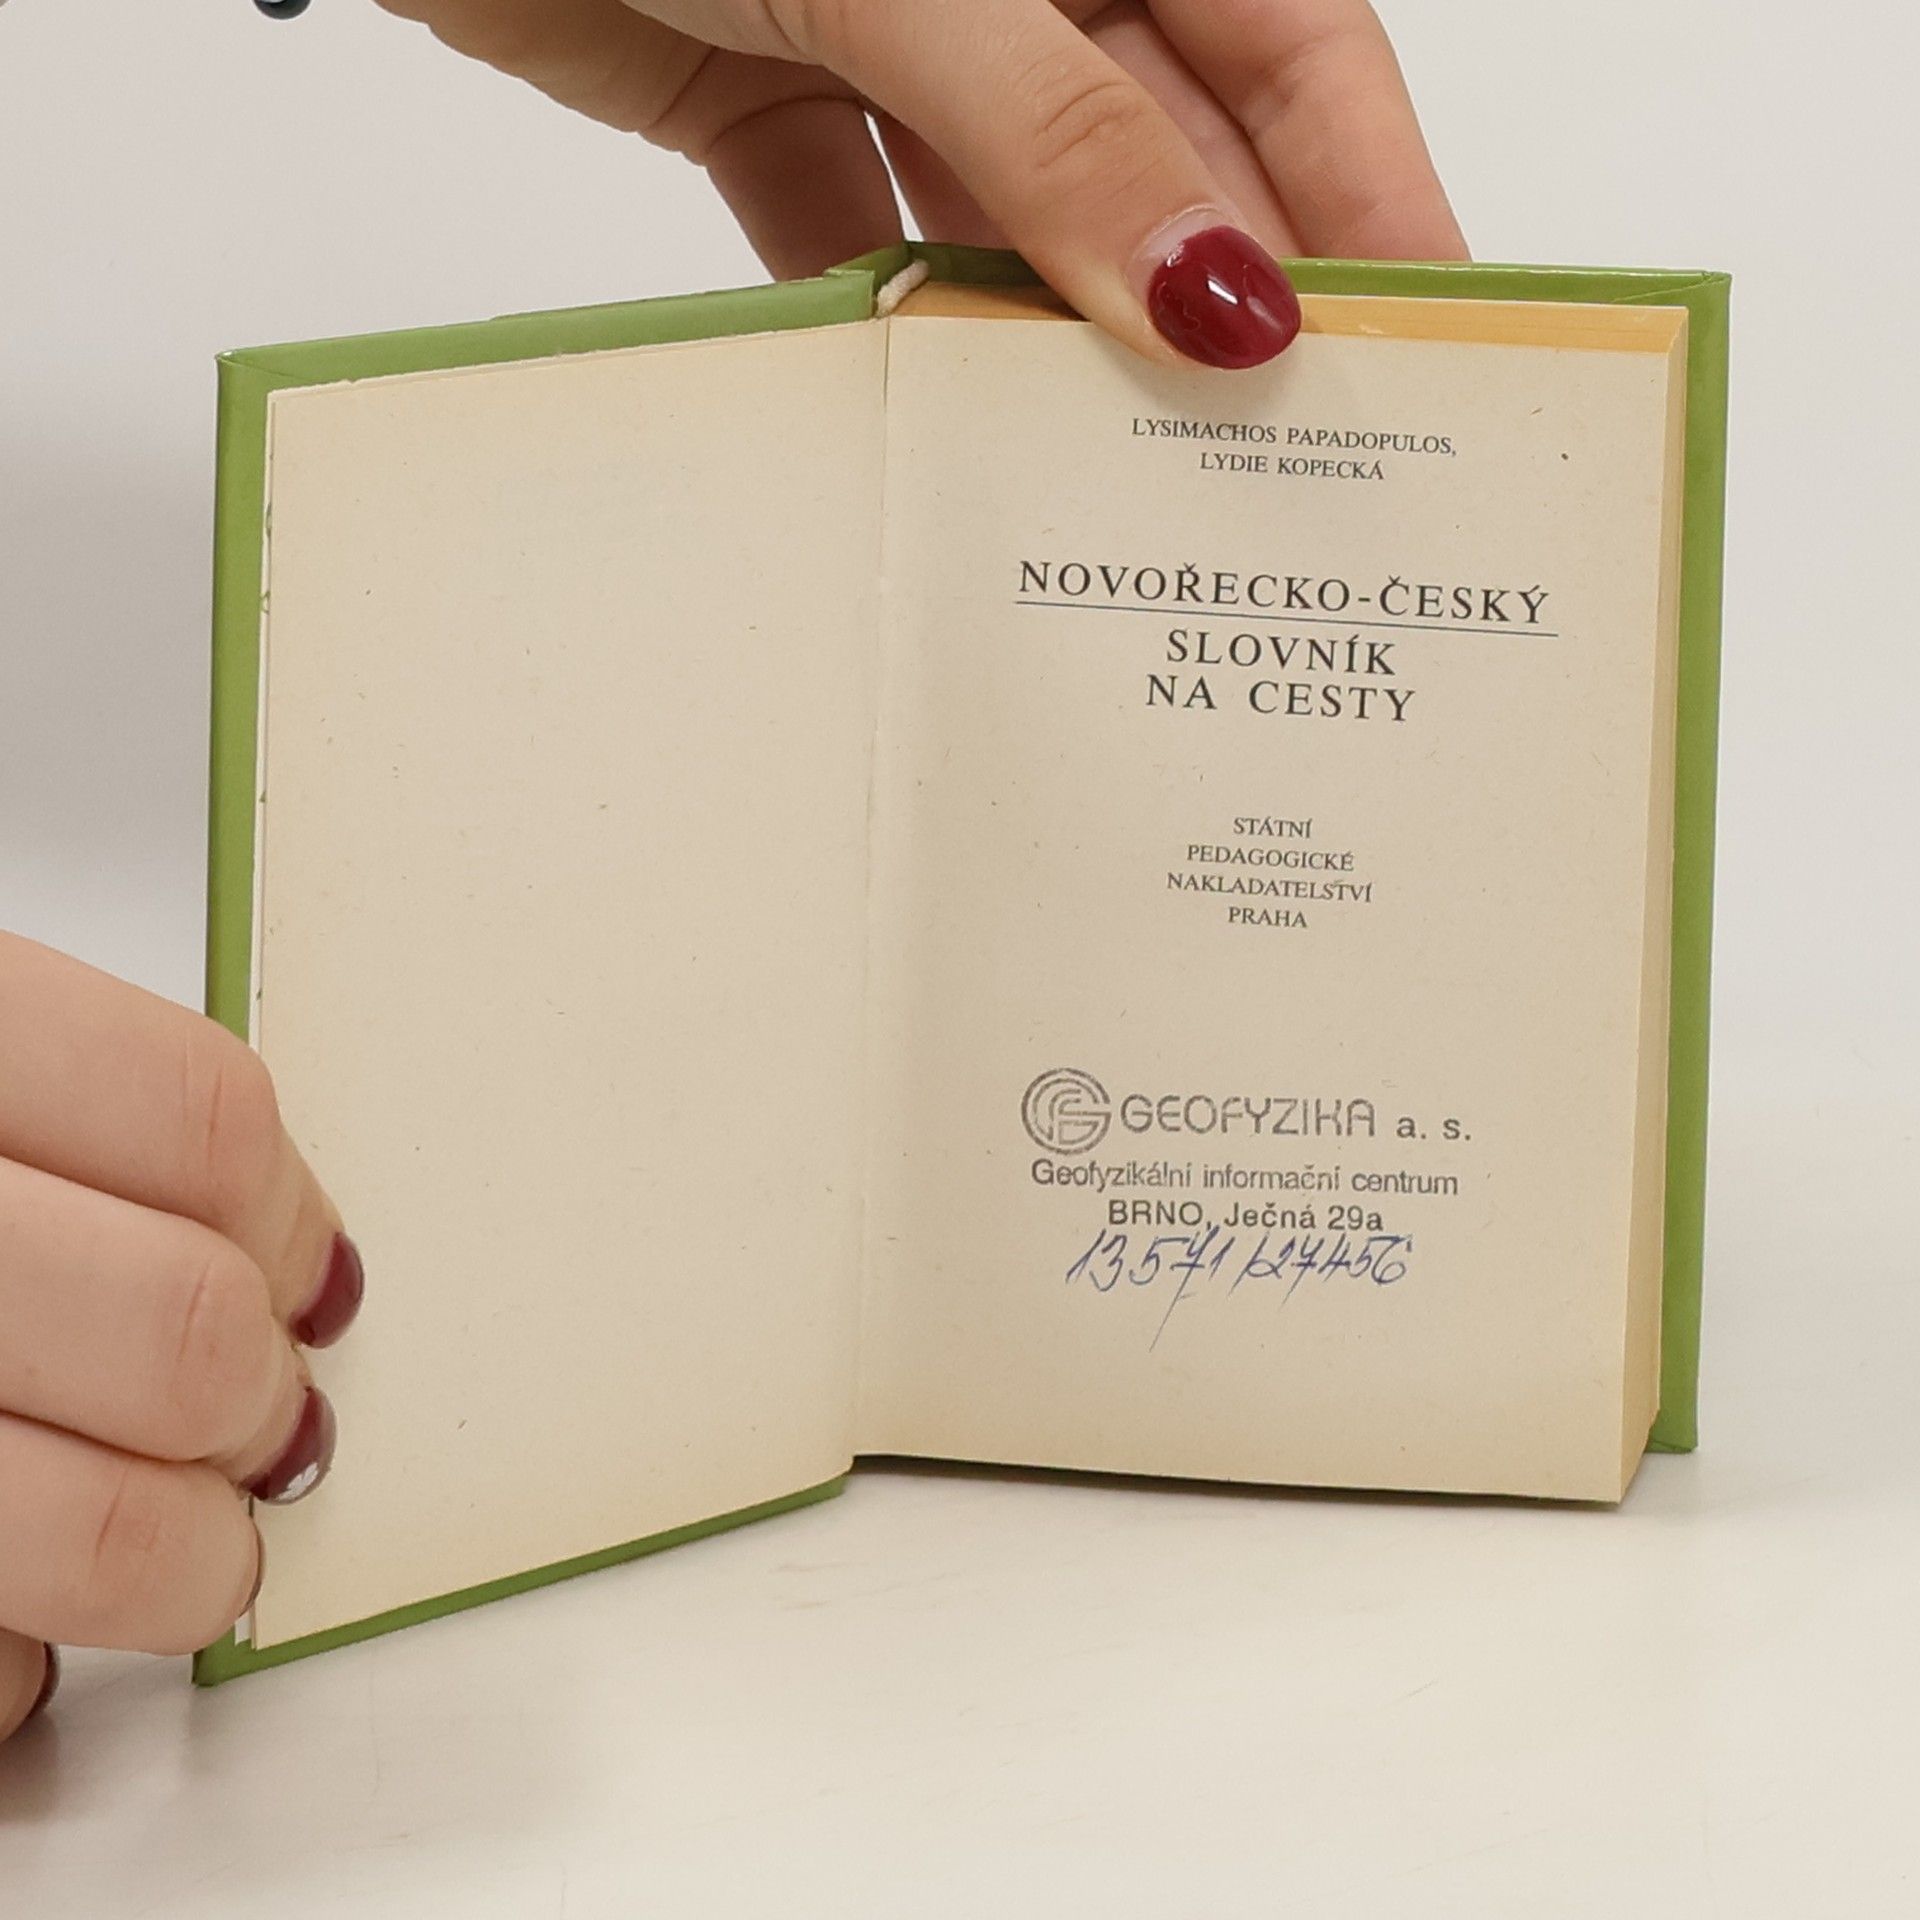 LYSIMACHOS PAPADOPULOS,
LYDIE KOPECKÁ
NOVOŘECKO-ČESKÝ
SLOVNÍK
NA CESTY
STÁTNÍ
PEDAGOGICKÉ
NAKLADATELSTVÍ
PRAHA
GEOFYZIKA a. s.
Geofyzikální informační centrum
BRNO, Ječná 29a
13571/27456